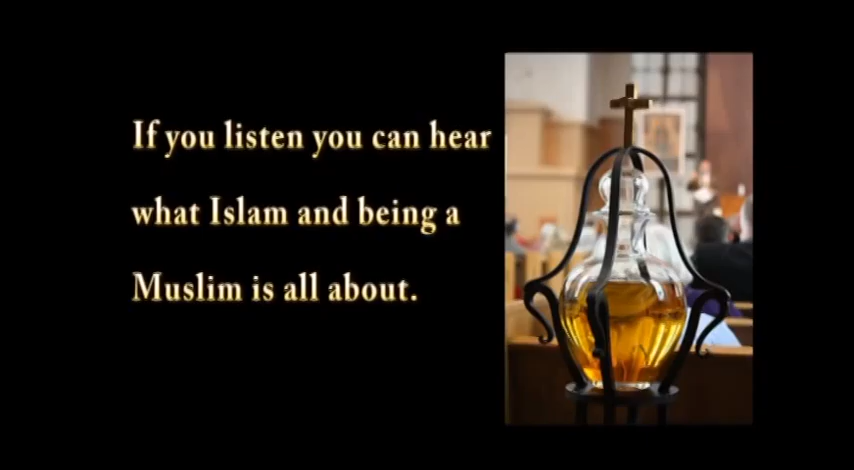 If you listen you can hear
what Islam and being a
Muslim is all about.